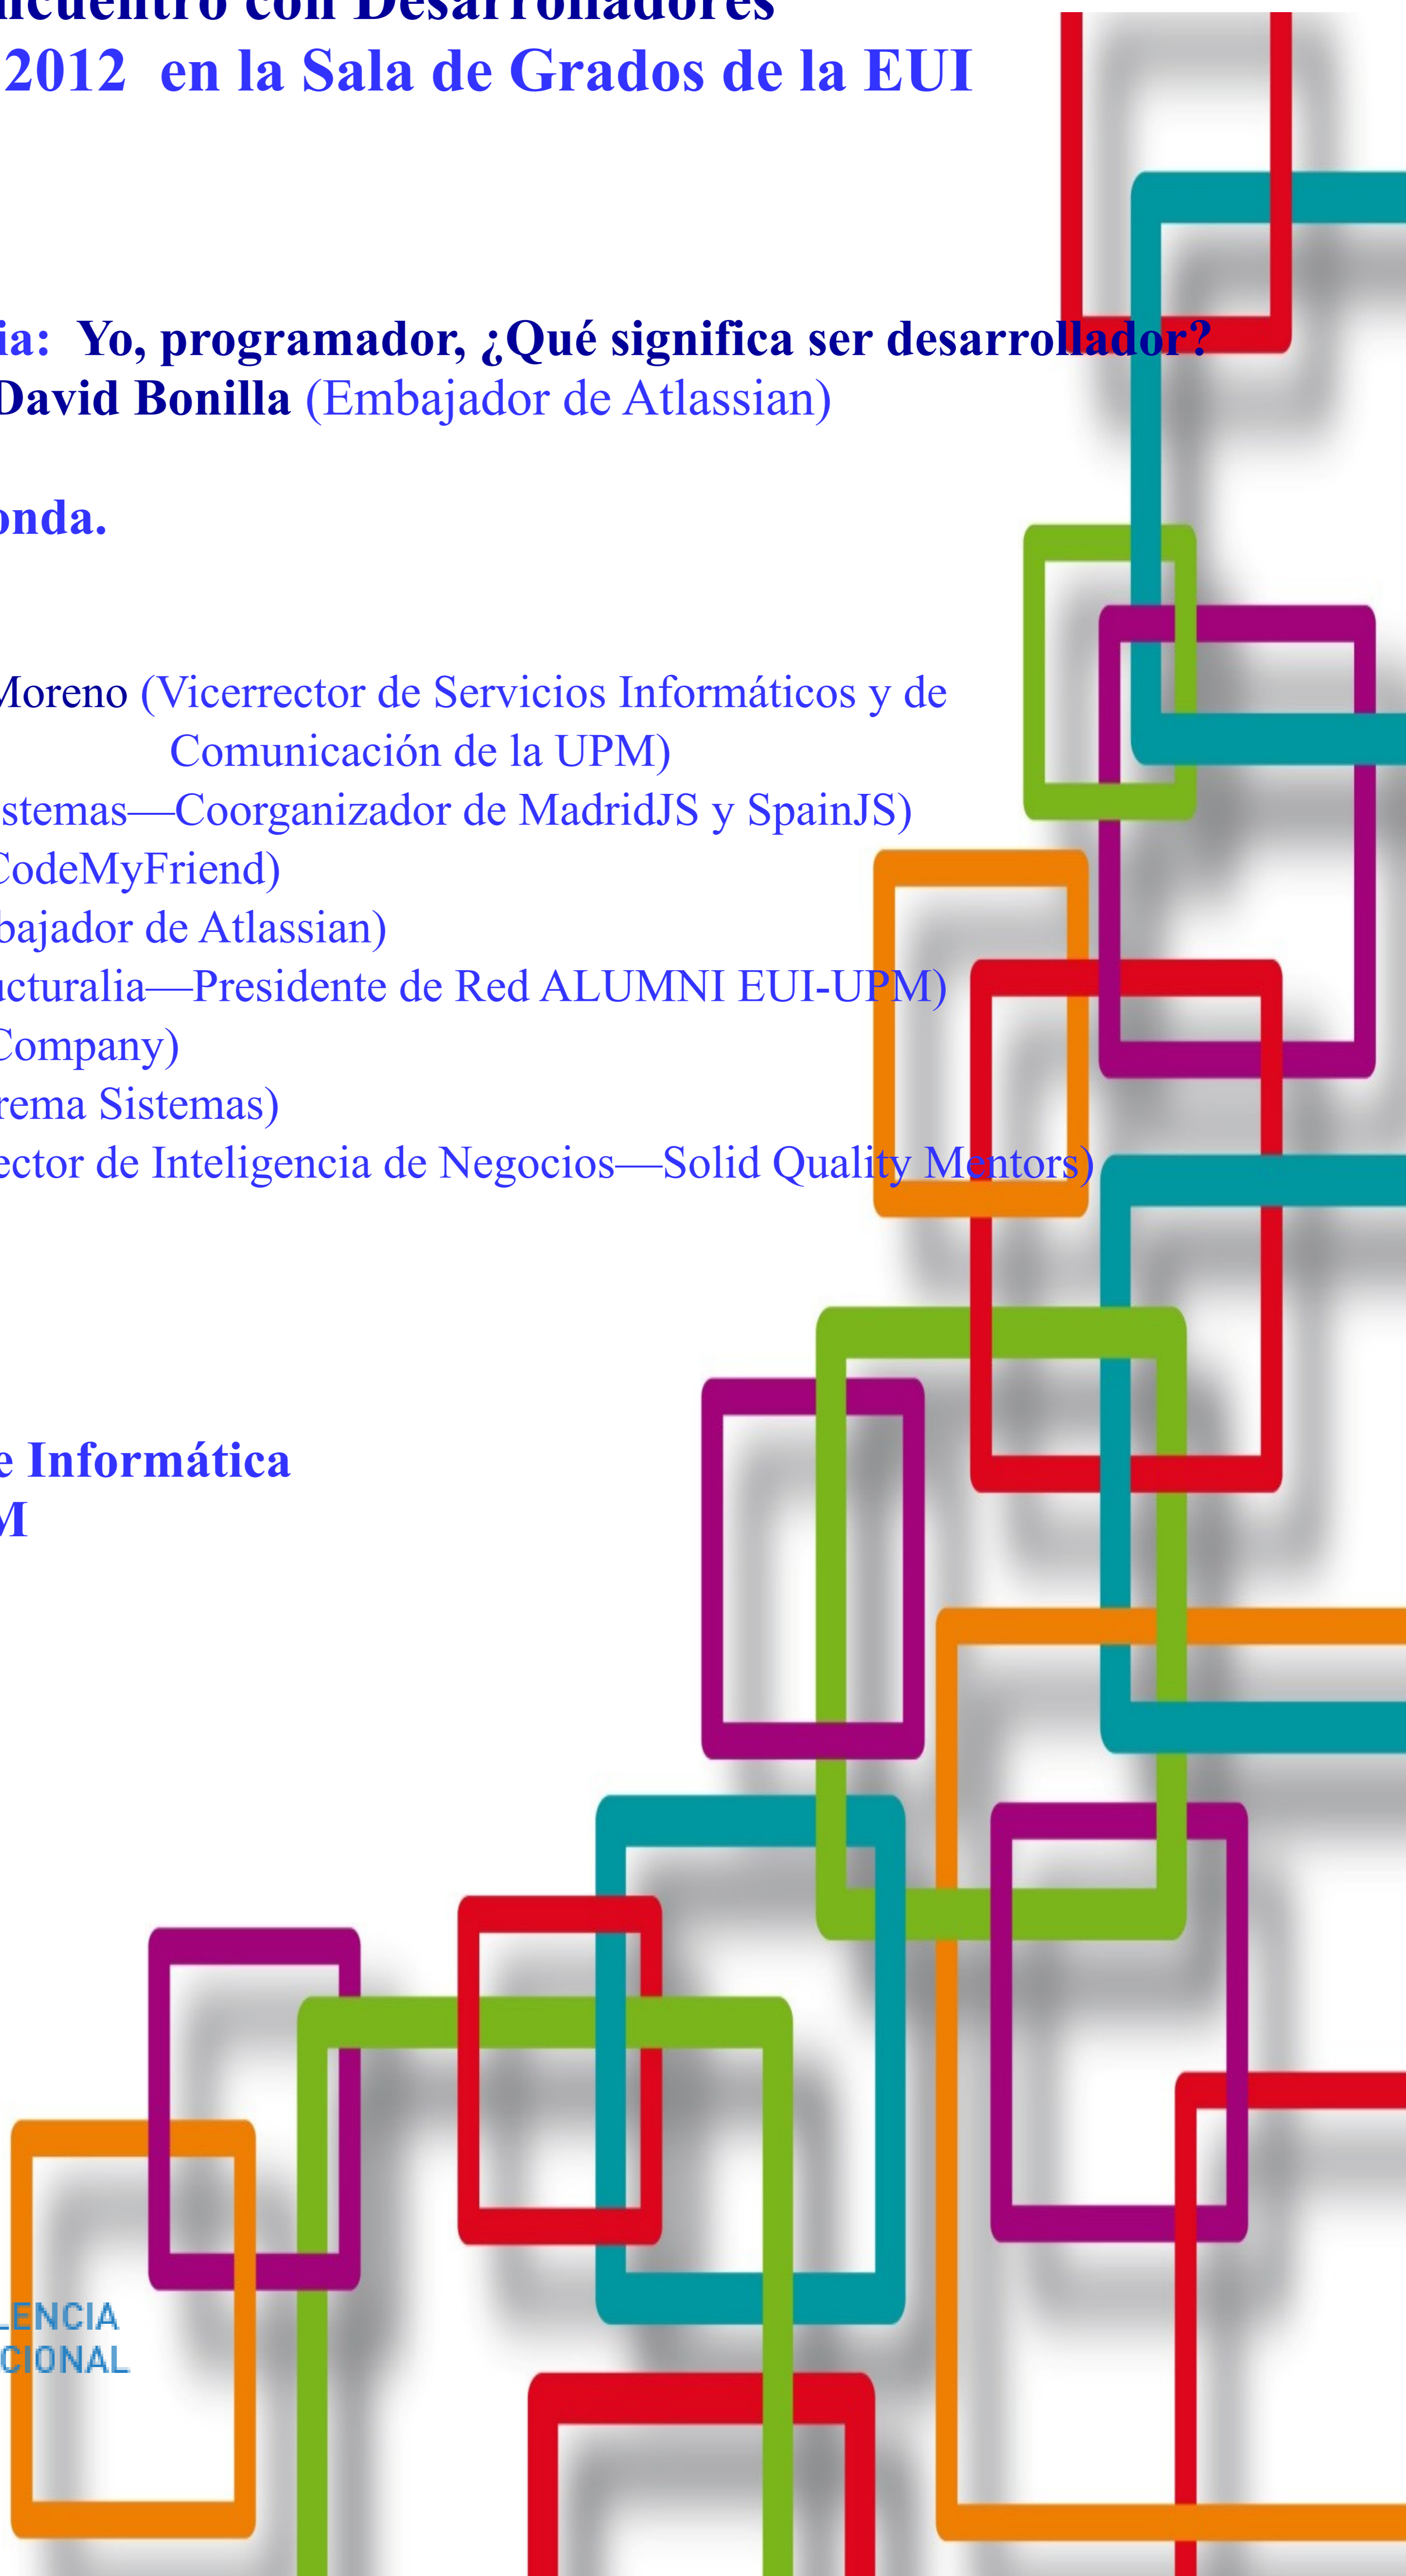 ncuentro con Desarrolladores
2012 en la Sala de Grados de la EUI
ia: Yo, programador, ¿Qué significa ser desarrollador?
David Bonilla (Embajador de Atlassian)
onda.
Moreno (Vicerrector de Servicios Informáticos y de
Comunicación de la UPM)
stemas—Coorganizador de MadridJS y SpainJS)
CodeMyFriend)
bajador de Atlassian)
ucturalia—Presidente de Red ALUMNI EUI-UPM)
Company)
rema Sistemas)
ector de Inteligencia de Negocios—Solid Quality Mentors)
e Informática
M
LENCIA
CIONAL